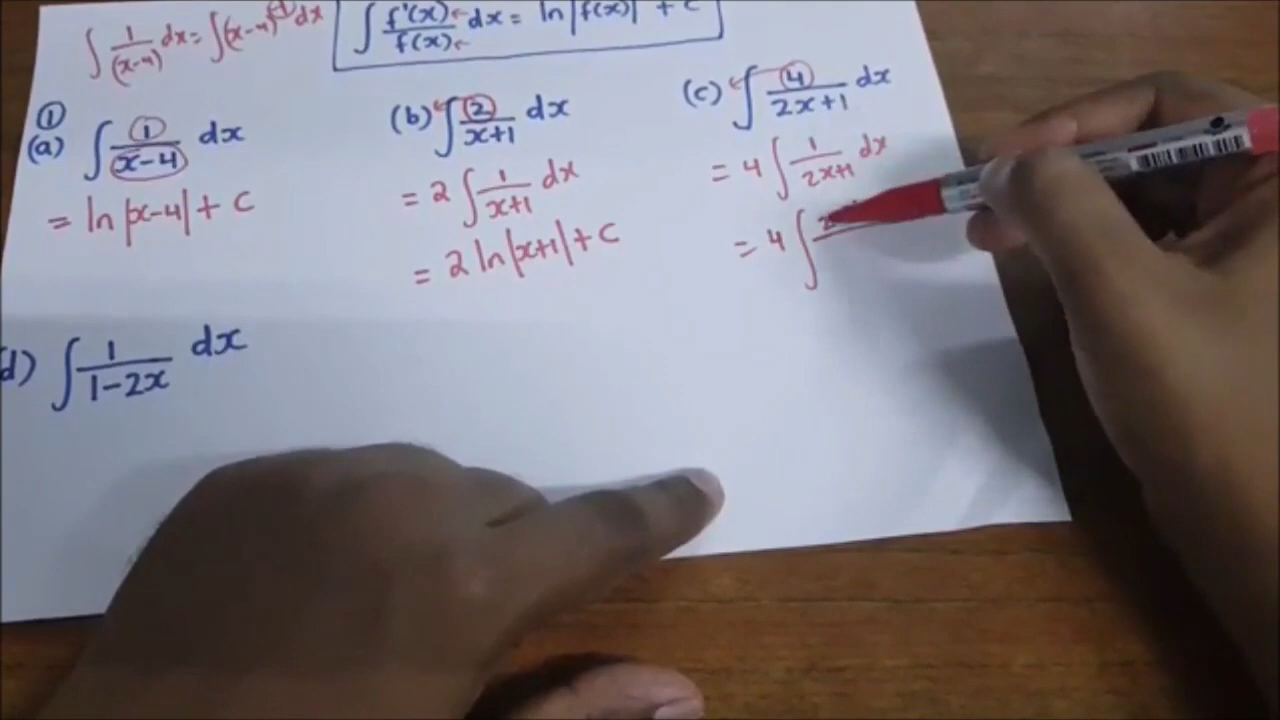 ∫ 1/(x-4) dx = ∫(x-4)^-1 dx
∫ f'(x)/f(x) dx = ln|f(x)| + c
①
(a) ∫ 1/(x-4) dx
= ln|x-4| + c
(b) ∫ 2/(x+1) dx
= 2 ∫ 1/(x+1) dx
= 2 ln|x+1| + c
(c) ∫ 4/(2x+1) dx
= 4 ∫ 1/(2x+1) dx
= 4 ∫
d) ∫ 1/(1-2x) dx